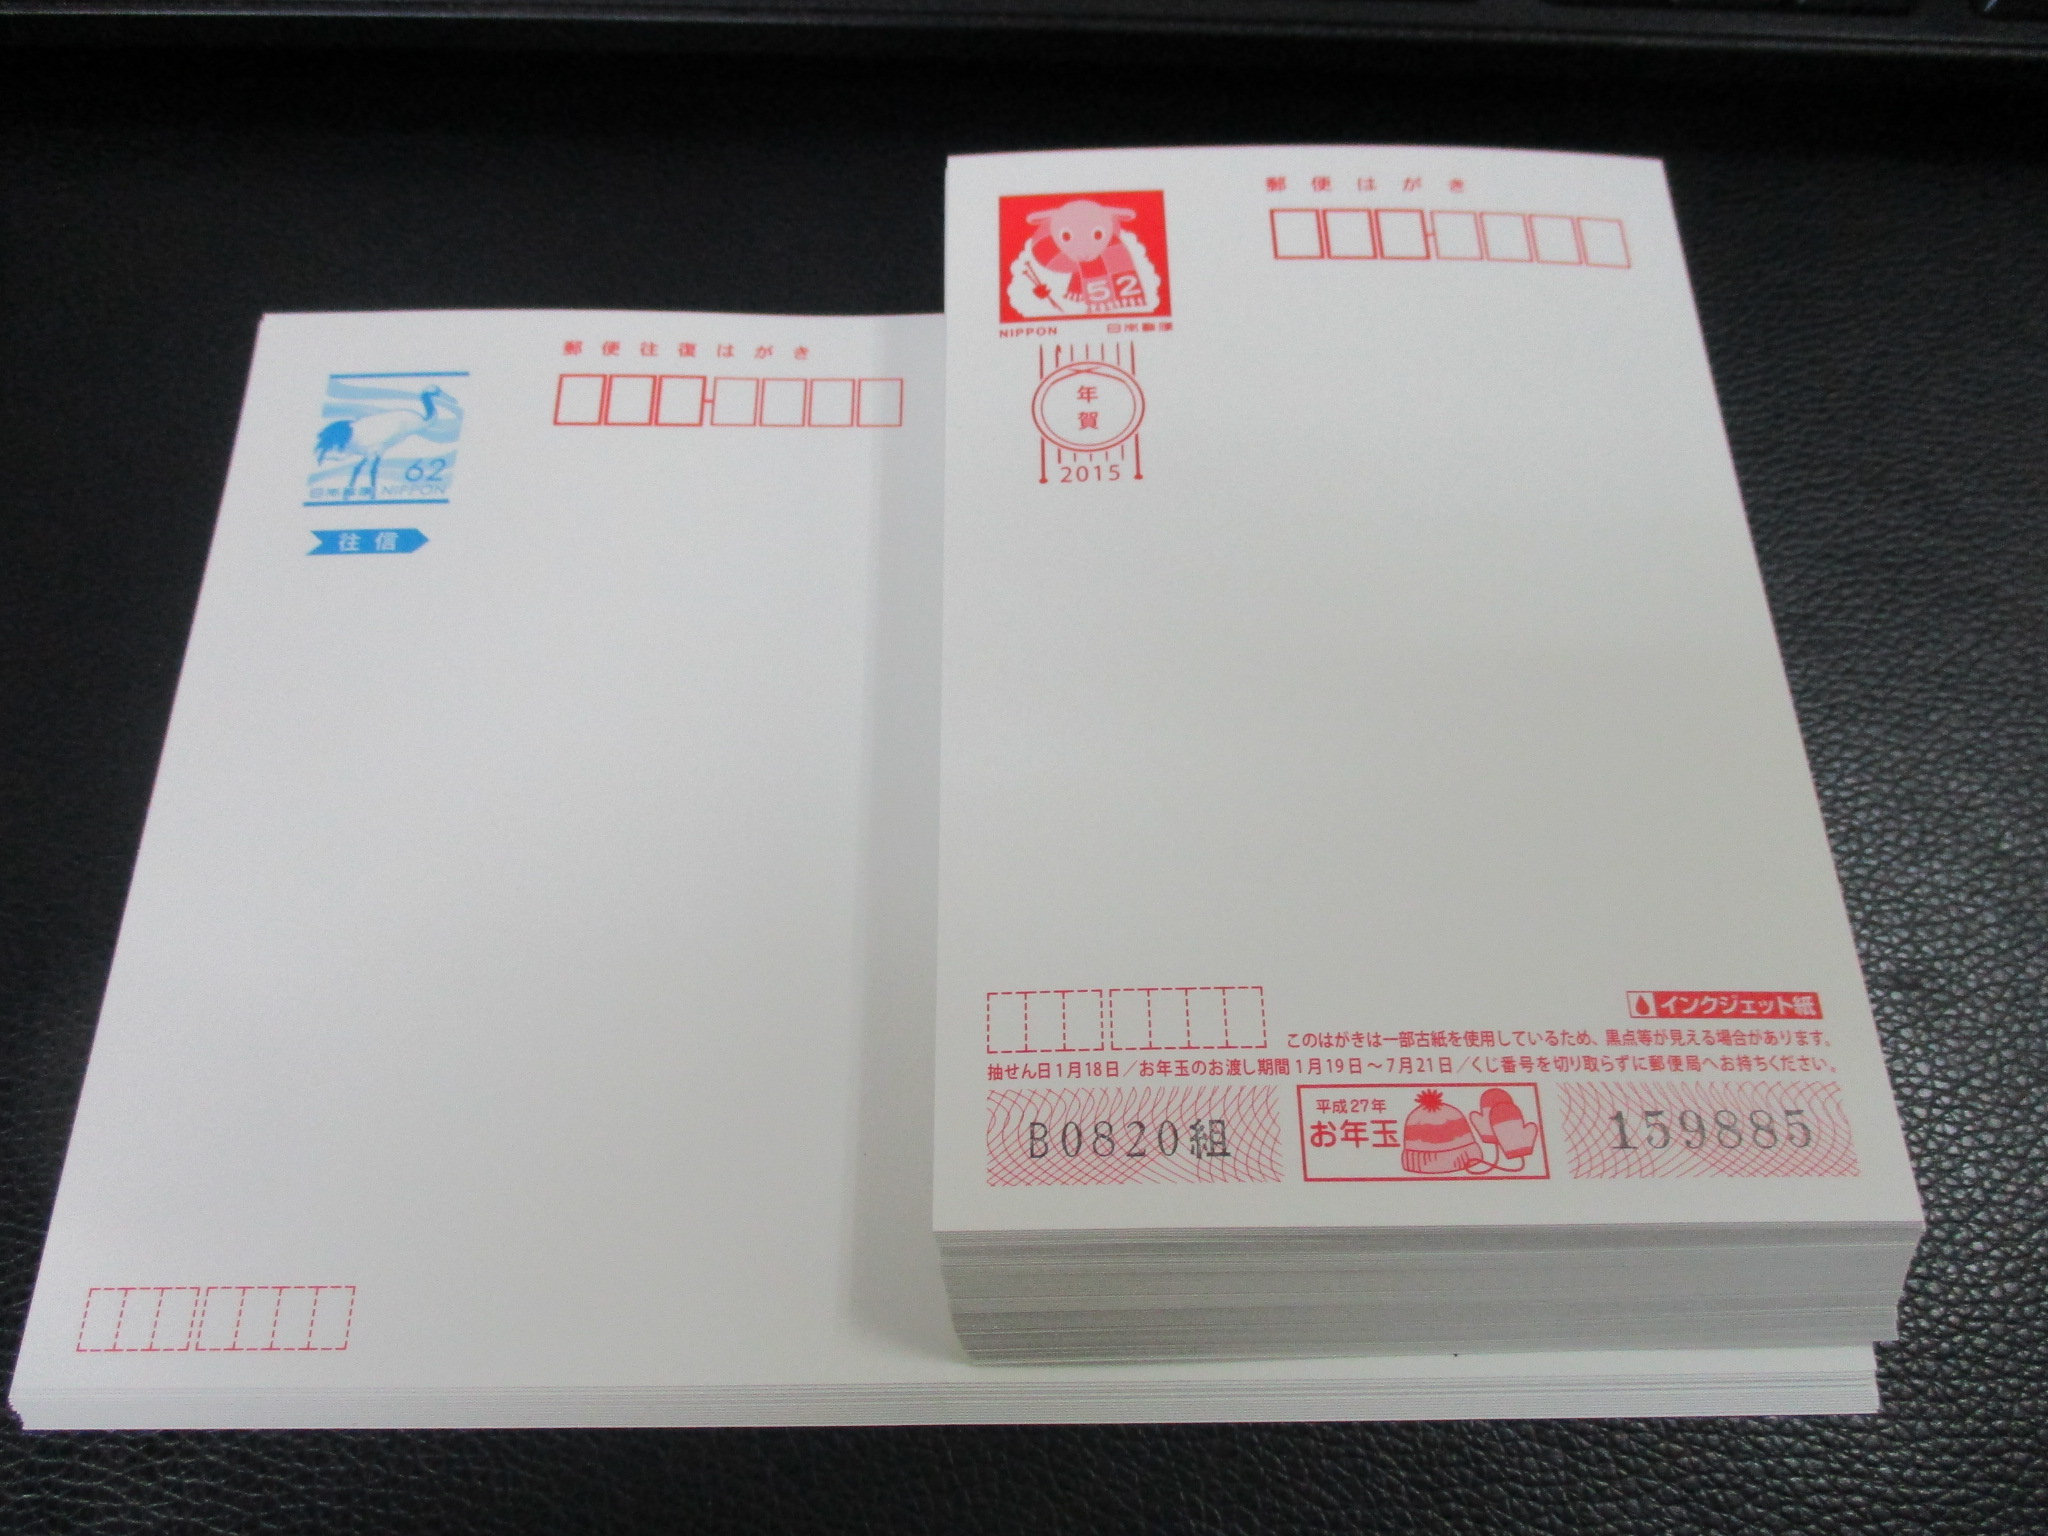 郵便往復はがき
62
日本郵便 NIPPON
往信
郵便はがき
52
NIPPON 日本郵便
年賀
2015
インクジェット紙
このはがきは一部古紙を使用しているため、黒点等が見える場合があります。
抽せん日1月18日／お年玉のお渡し期間1月19日～7月21日／くじ番号を切り取らずに郵便局へお持ちください。
B0820組
平成27年
お年玉
159885